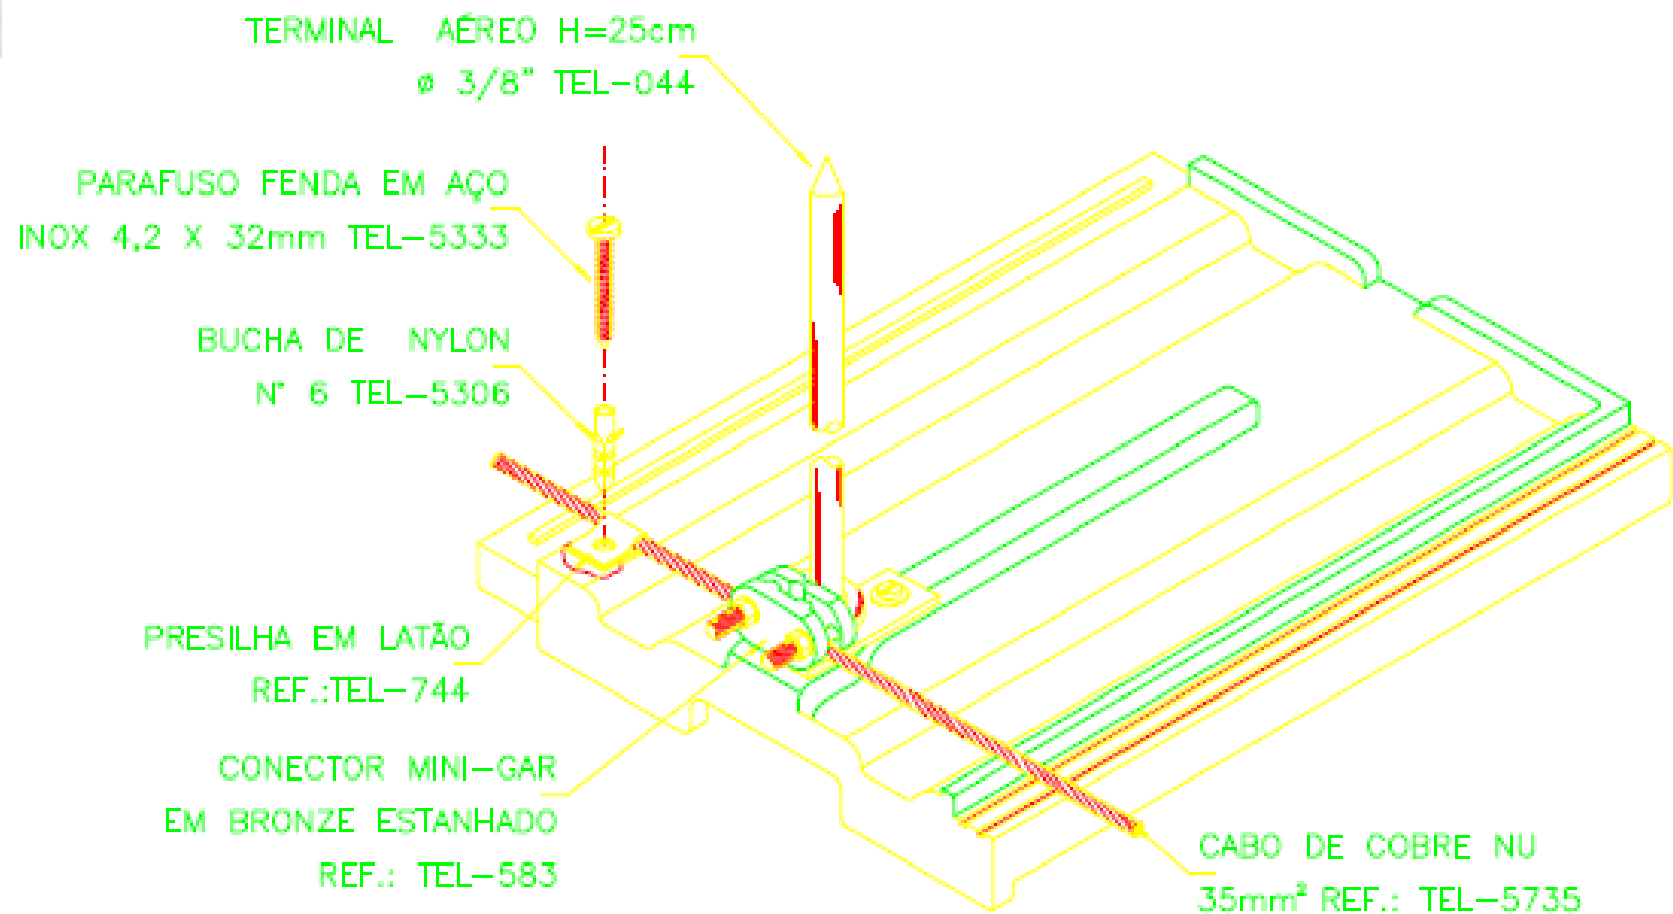 TERMINAL AÉREO H=25cm
ø 3/8" TEL-044
PARAFUSO FENDA EM AÇO
INOX 4,2 X 32mm TEL-5333
BUCHA DE NYLON
N° 6 TEL-5306
PRESILHA EM LATÃO
REF.:TEL-744
CONECTOR MINI-GAR
EM BRONZE ESTANHADO
REF.: TEL-583
CABO DE COBRE NU
35mm² REF.: TEL-5735